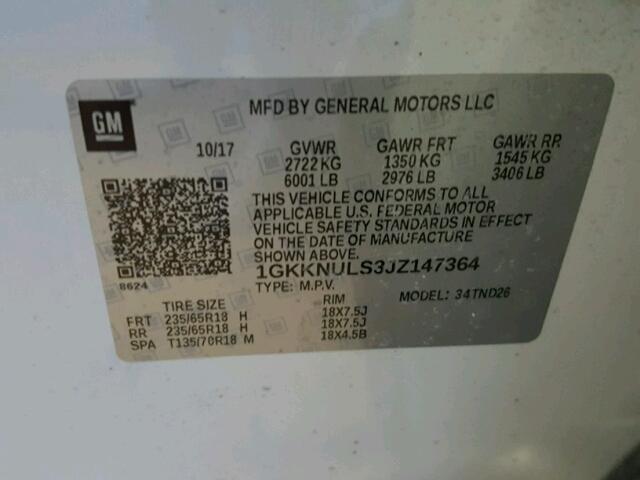 GM
MFD BY GENERAL MOTORS LLC
10/17 GVWR GAWR FRT GAWR RR
2722 KG 1350 KG 1545 KG
6001 LB 2976 LB 3406 LB
THIS VEHICLE CONFORMS TO ALL
APPLICABLE U.S. FEDERAL MOTOR
VEHICLE SAFETY STANDARDS IN EFFECT
ON THE DATE OF MANUFACTURE
SHOWN ABOVE.
8624
1GKKNULS3JZ147364
TYPE: M.P.V. MODEL: 34TND26
TIRE SIZE RIM
FRT 235/65R18 H 18X7.5J
RR 235/65R18 H 18X7.5J
SPA T135/70R18 M 18X4.5B